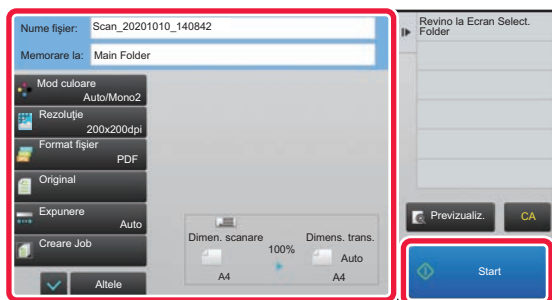 Nume fişier: Scan_20201010_140842
Memorare la: Main Folder
Mod culoare
Auto/Mono2
Rezoluţie
200x200dpi
Format fişier
PDF
Original
Expunere
Auto
Creare Job
Altele
Dimen. scanare
100%
Dimens. trans.
Auto
A4
A4
Revino la Ecran Select.
Folder
Previzualiz.
CA
Start